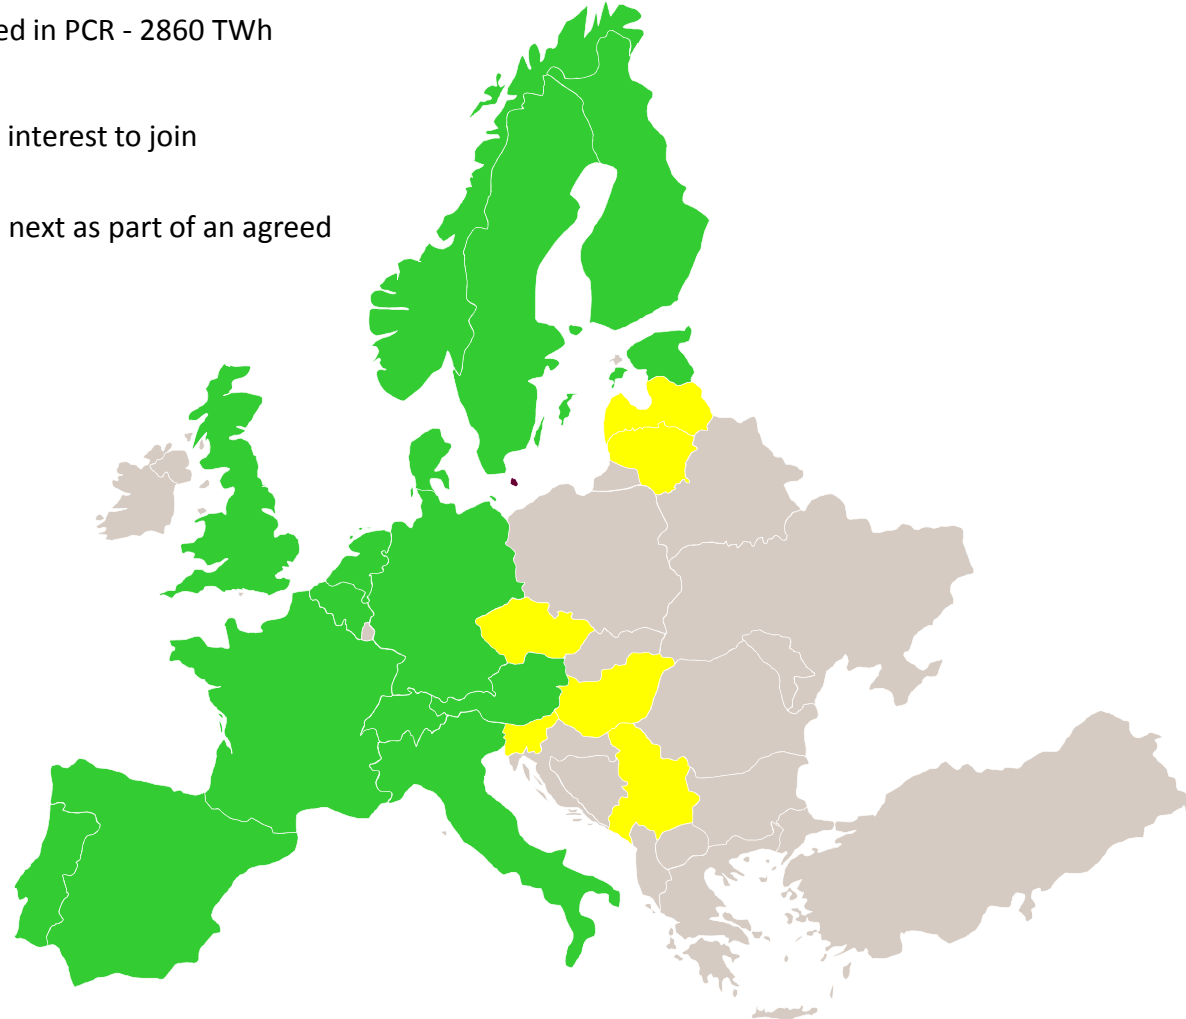 ed in PCR - 2860 TWh
interest to join
next as part of an agreed